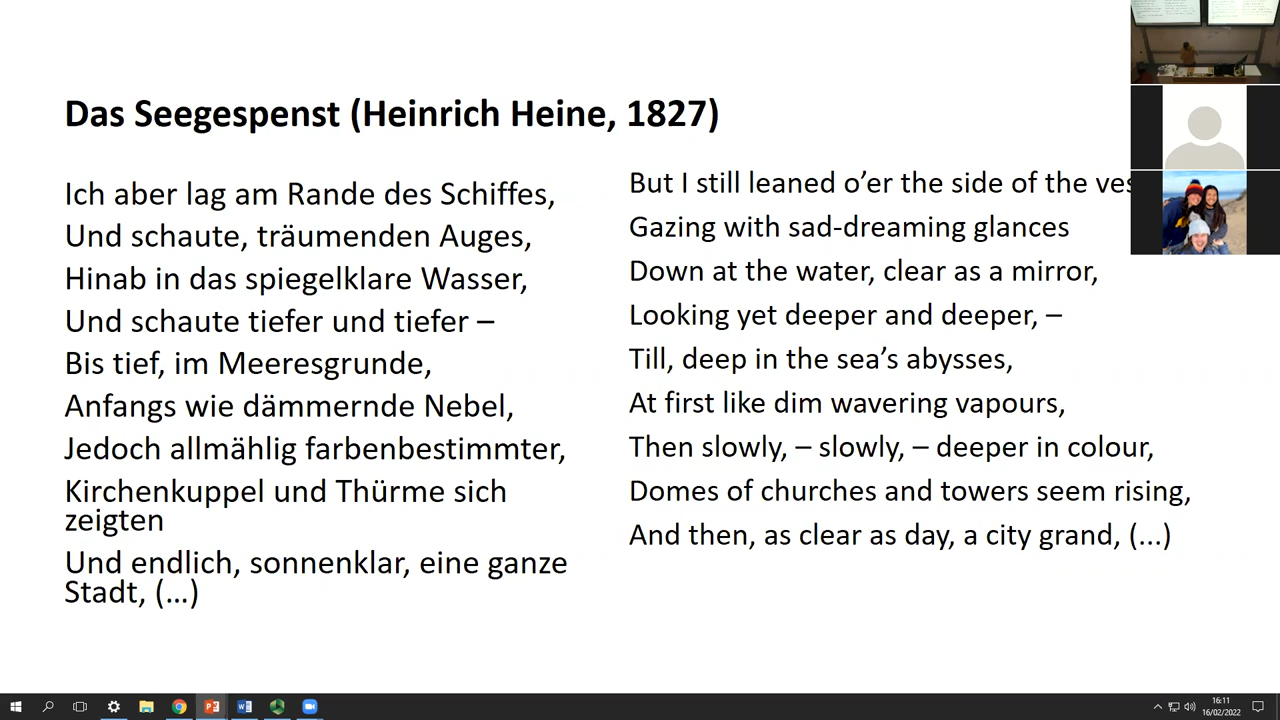 Das Seegespenst (Heinrich Heine, 1827)
Ich aber lag am Rande des Schiffes,
Und schaute, träumenden Auges,
Hinab in das spiegelklare Wasser,
Und schaute tiefer und tiefer –
Bis tief, im Meeresgrunde,
Anfangs wie dämmernde Nebel,
Jedoch allmählig farbenbestimmter,
Kirchenkuppel und Thürme sich
zeigten
Und endlich, sonnenklar, eine ganze
Stadt, (…)
But I still leaned o’er the side of the ves
Gazing with sad-dreaming glances
Down at the water, clear as a mirror,
Looking yet deeper and deeper, –
Till, deep in the sea’s abysses,
At first like dim wavering vapours,
Then slowly, – slowly, – deeper in colour,
Domes of churches and towers seem rising,
And then, as clear as day, a city grand, (...)
16:11
16/02/2022